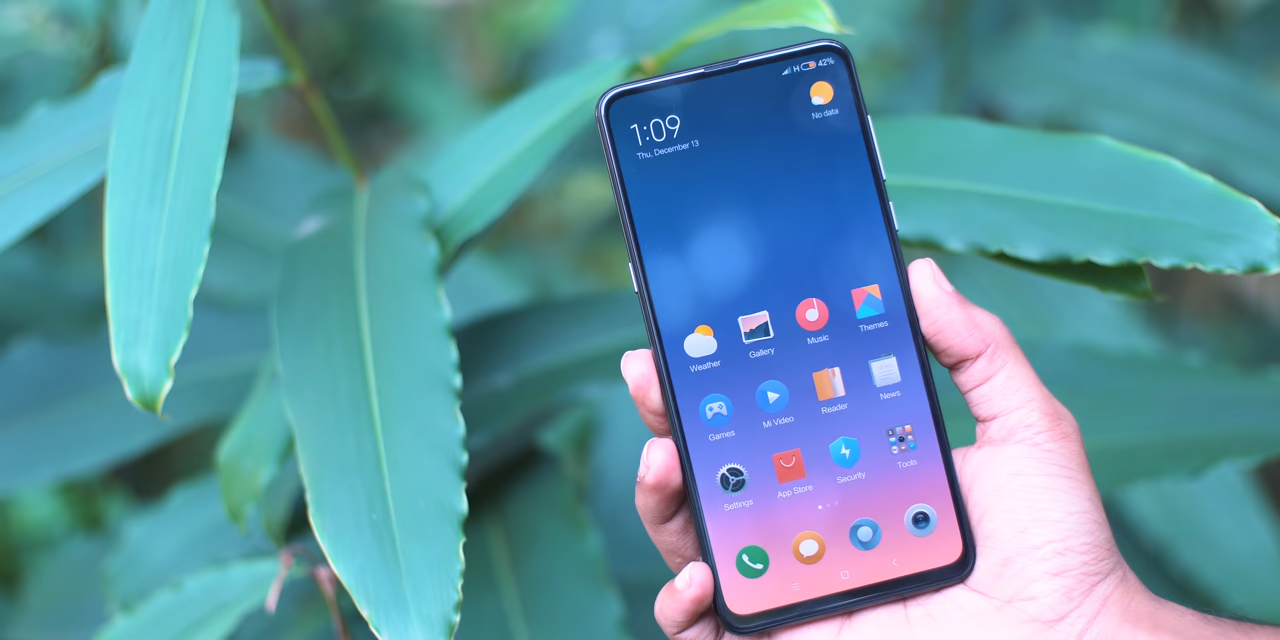 H 42%
1:09
Thu, December 13
No data
Weather
Gallery
Music
Themes
Games
Mi Video
Reader
News
Settings
App Store
Security
Tools